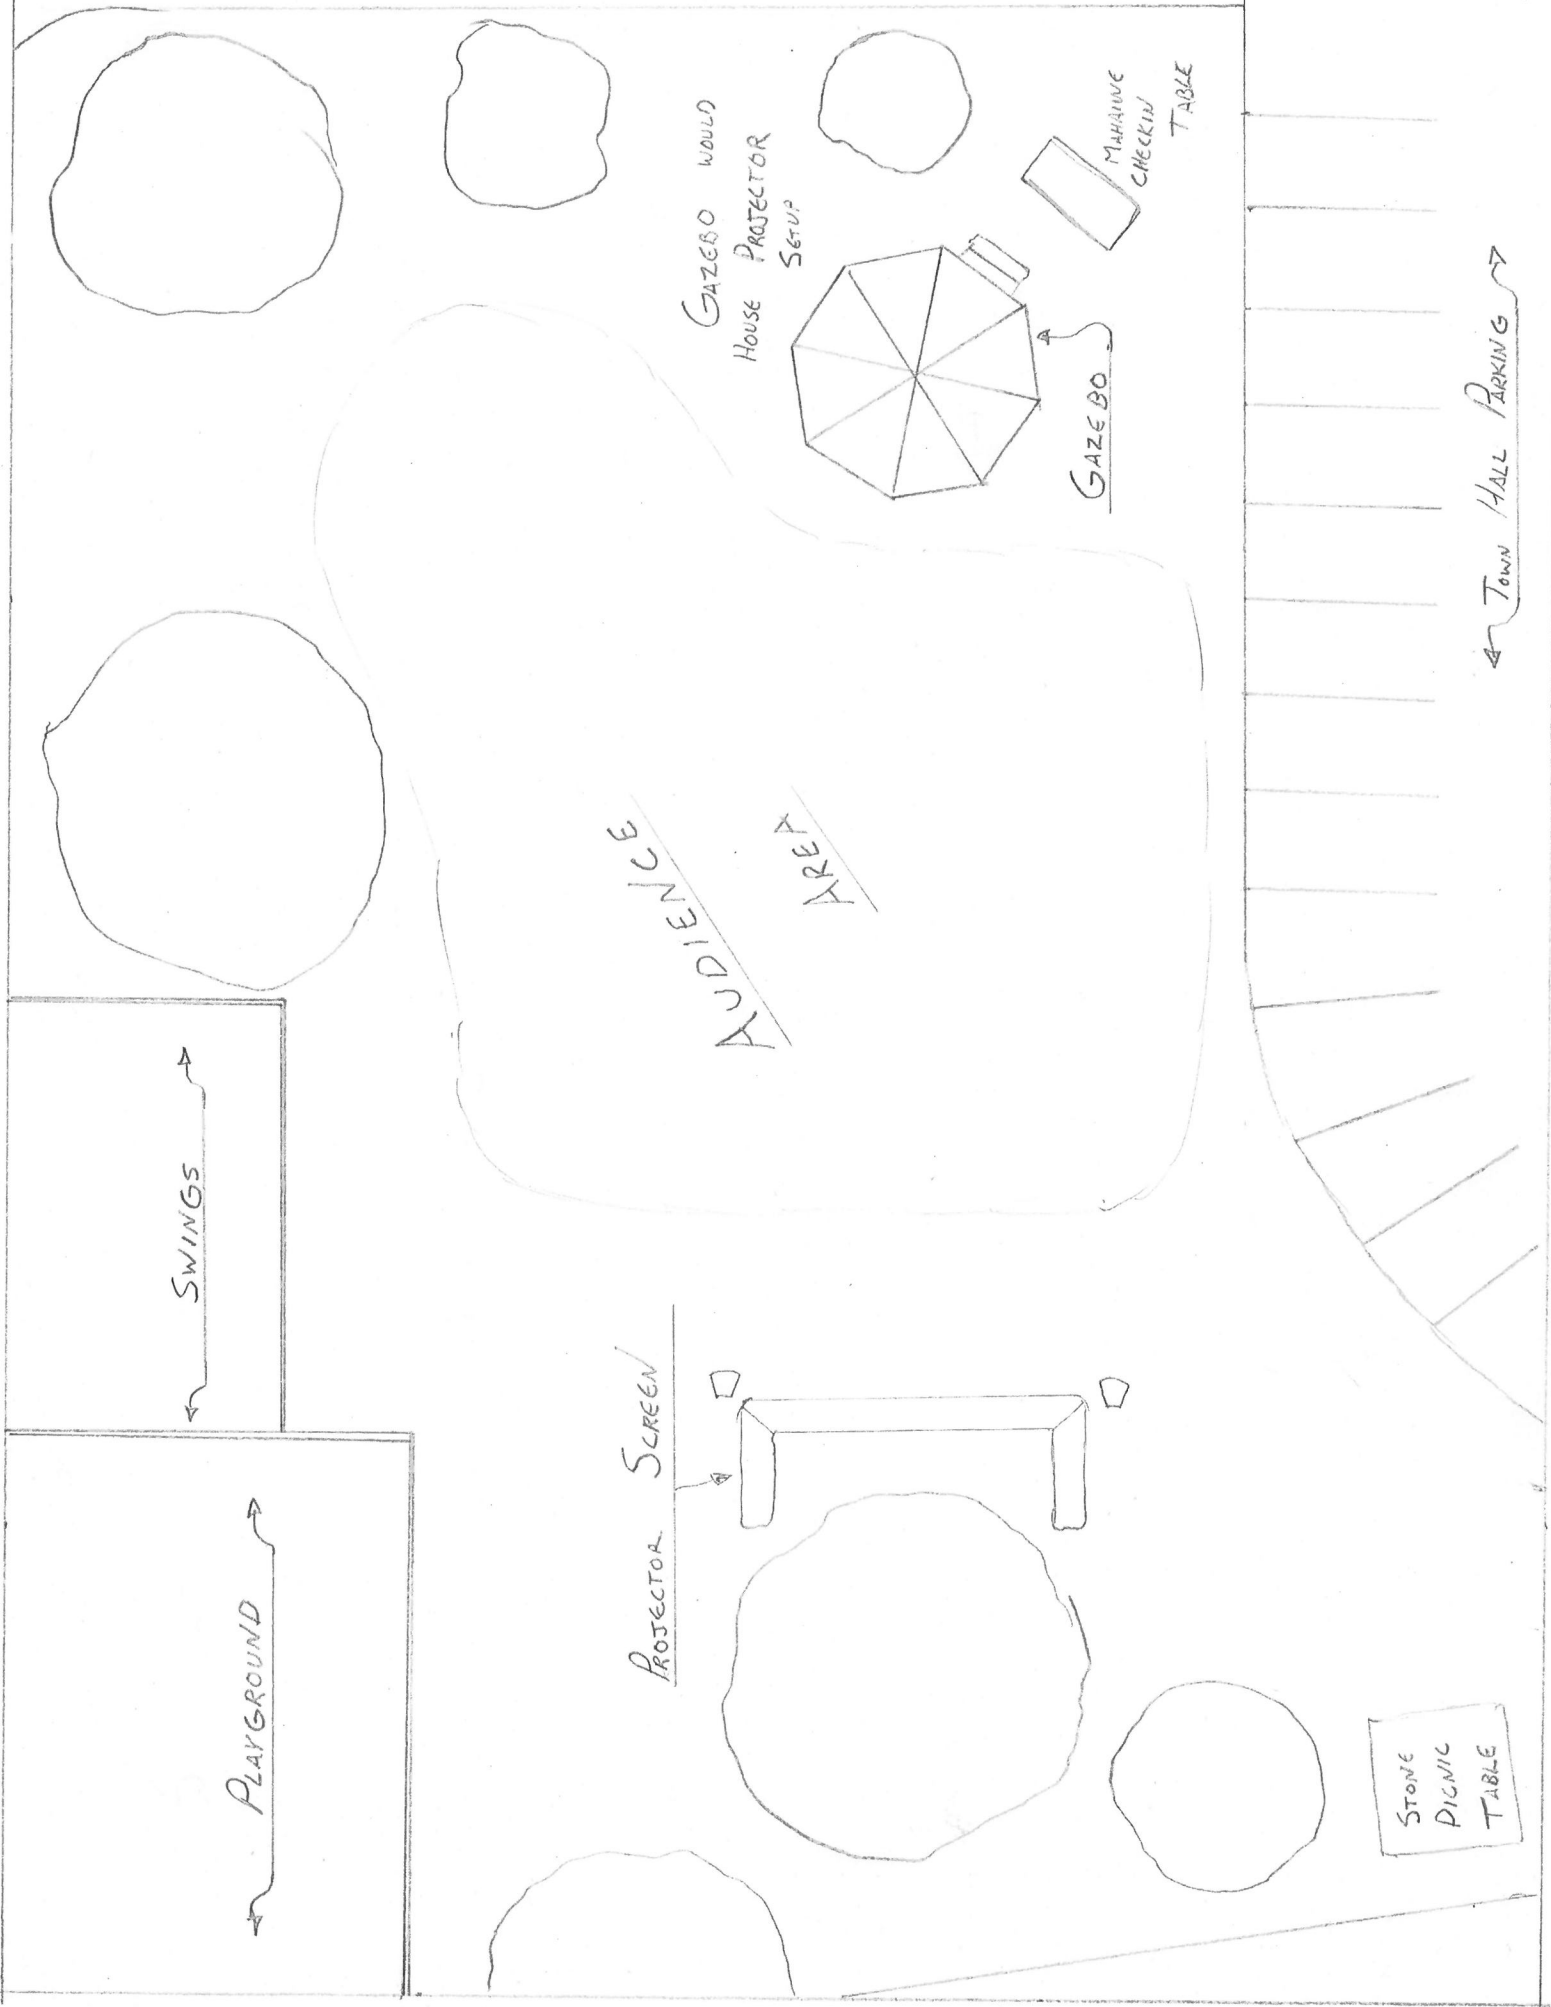 GAZEBO WOULD
HOUSE PROJECTOR
SETUP
MAHAIWE
CHECKIN
TABLE
GAZEBO
TOWN HALL PARKING
AUDIENCE
AREA
SWINGS
PLAYGROUND
PROJECTOR SCREEN
STONE
PICNIC
TABLE